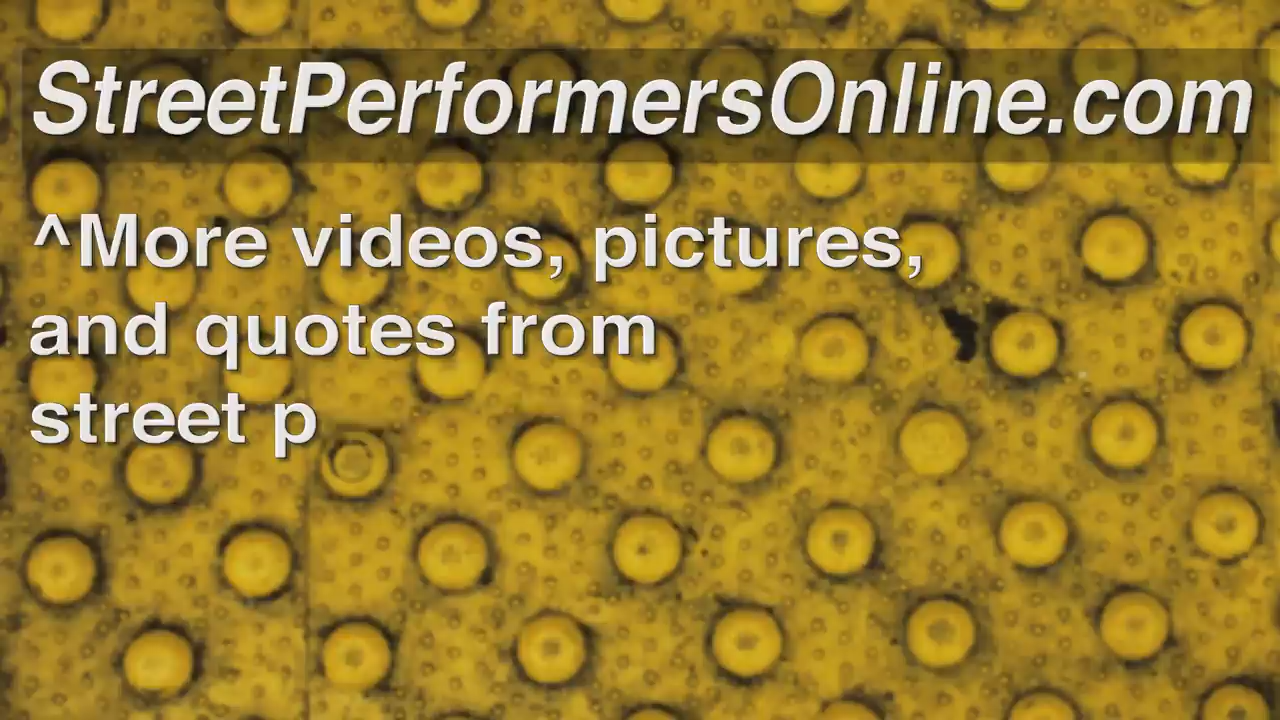 StreetPerformersOnline.com
^More videos, pictures,
and quotes from
street p